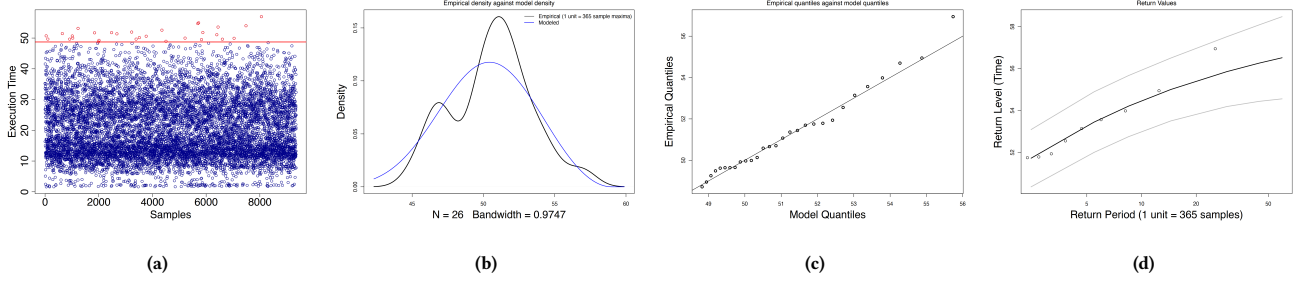 Execution Time
50
40
30
20
10
0
0 2000 4000 6000 8000
Samples
(a)
Empirical density against model density
Empirical (1 unit = 365 sample maxima)
Modeled
Density
0.15
0.10
0.05
0.00
45 50 55 60
N = 26 Bandwidth = 0.9747
(b)
Empirical quantiles against model quantiles
Empirical Quantiles
56
54
52
50
49 50 51 52 53 54 55 56
Model Quantiles
(c)
Return Values
Return Level (Time)
58
56
54
52
5 10 20 50
Return Period (1 unit = 365 samples)
(d)